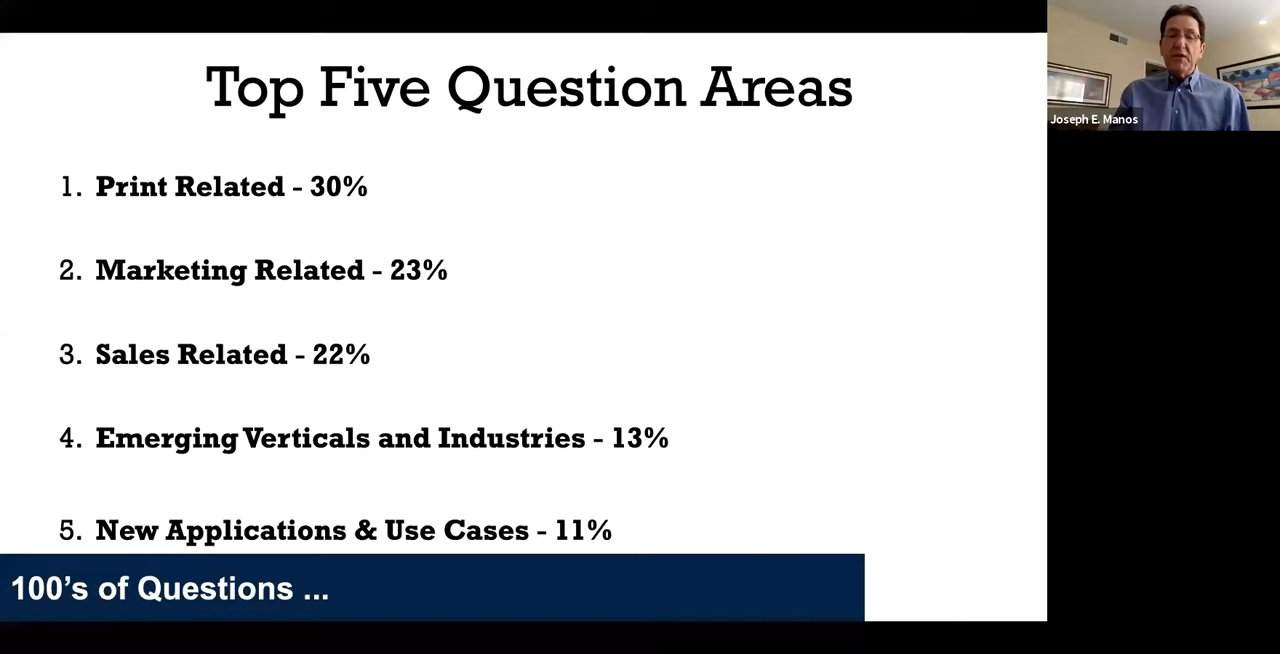 Top Five Question Areas
1. Print Related - 30%
2. Marketing Related - 23%
3. Sales Related - 22%
4. Emerging Verticals and Industries - 13%
5. New Applications & Use Cases - 11%
100’s of Questions ...
Joseph E. Manos